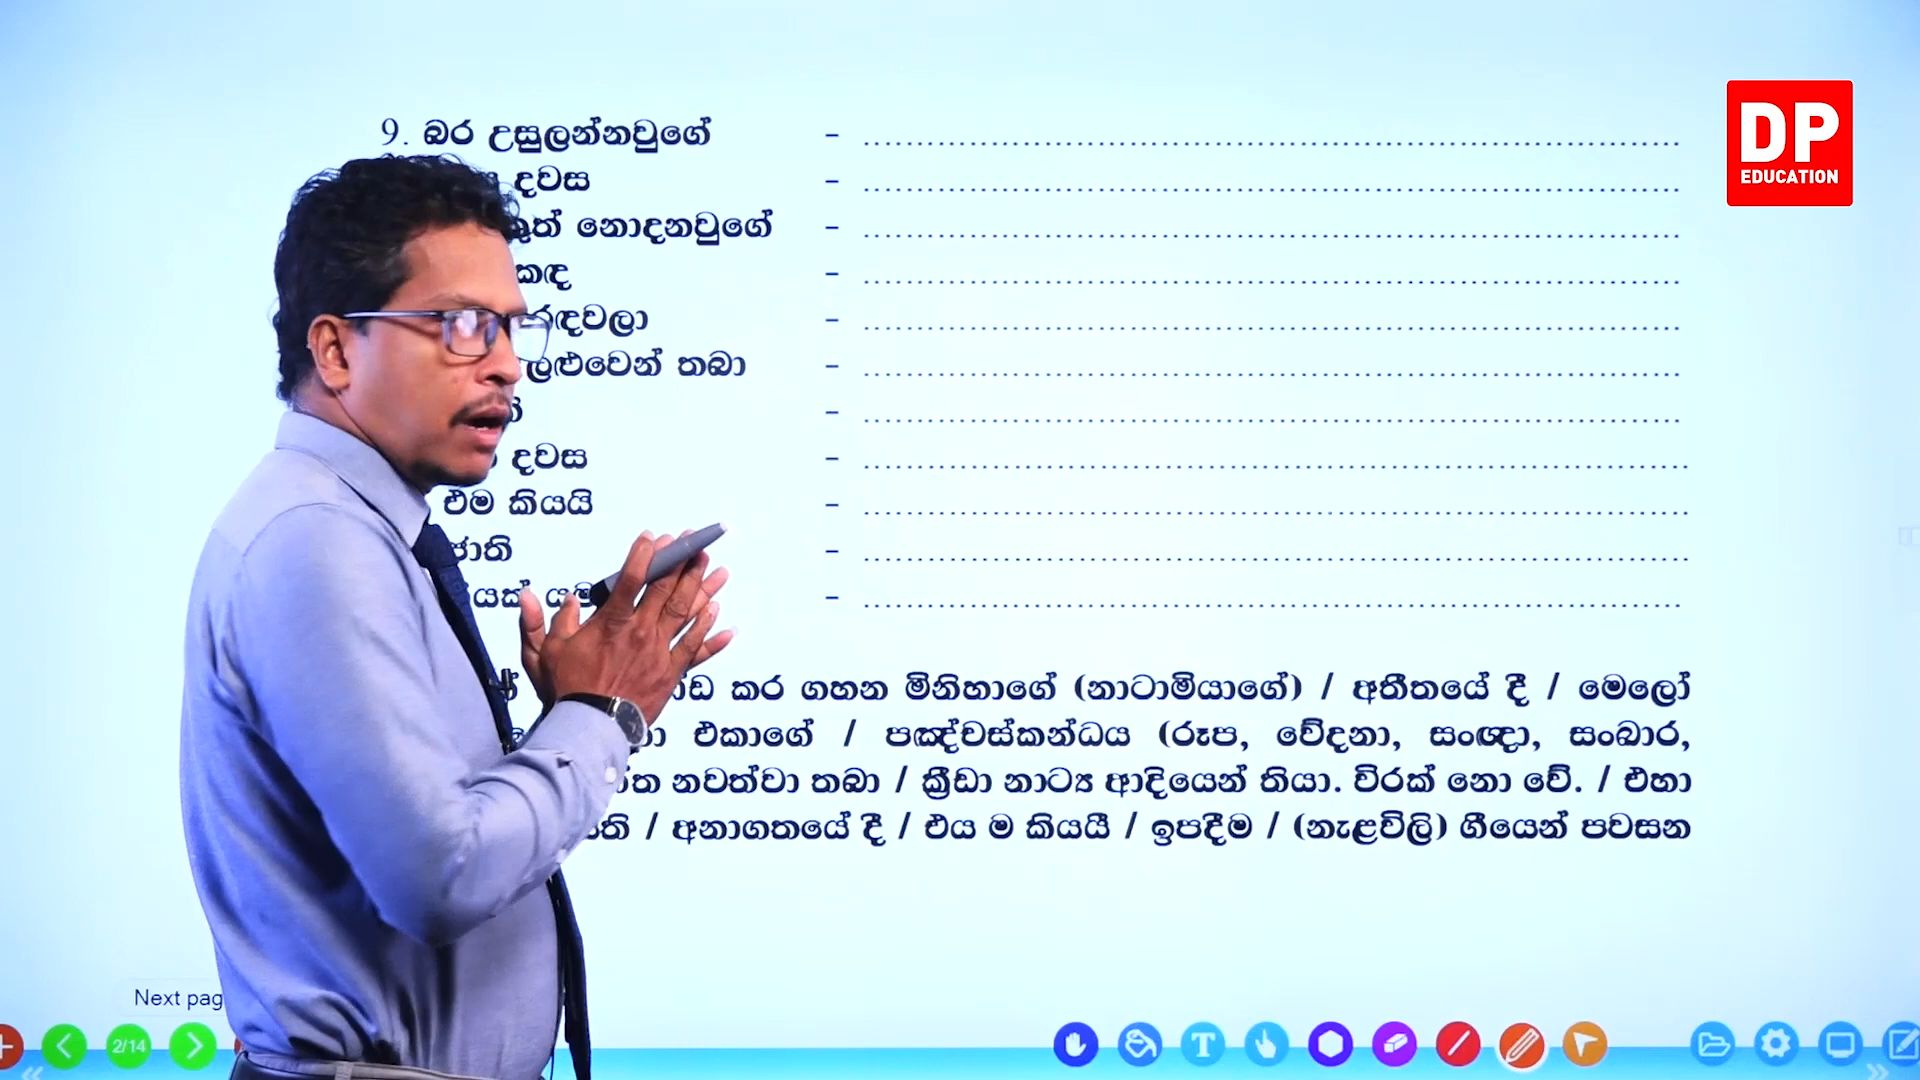 DP
EDUCATION
9. බර උසුලන්නවුගේ -
දවස -
නොදනවුගේ -
කඳ -
-
තබා -
-
දවස -
එම කියයි -
ජාති -
-
කර ගහන මිනිහාගේ (නාටාමියාගේ) / අතීතයේ දී / මෙලෝ
එකාගේ / පඤ්චස්කන්ධය (රූප, වේදනා, සංඥා, සංඛාර,
නවත්වා තබා / ක්‍රීඩා නාට්‍ය ආදියෙන් තියා. විරක් නො වේ. / එහා
/ අනාගතයේ දී / එය ම කියයී / ඉපදීම / (නැළවිලි) ගීයෙන් පවසන
Next pag
2/14
T